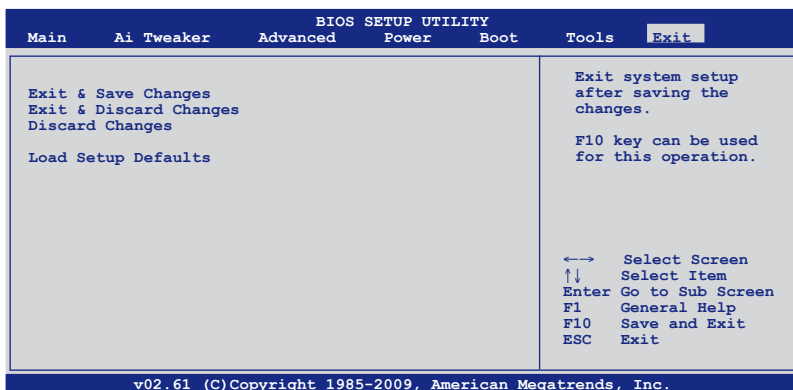 BIOS SETUP UTILITY
Main Ai Tweaker Advanced Power Boot Tools Exit
Exit & Save Changes
Exit & Discard Changes
Discard Changes
Load Setup Defaults
Exit system setup
after saving the
changes.
F10 key can be used
for this operation.
←→ Select Screen
↑↓ Select Item
Enter Go to Sub Screen
F1 General Help
F10 Save and Exit
ESC Exit
v02.61 (C)Copyright 1985-2009, American Megatrends, Inc.